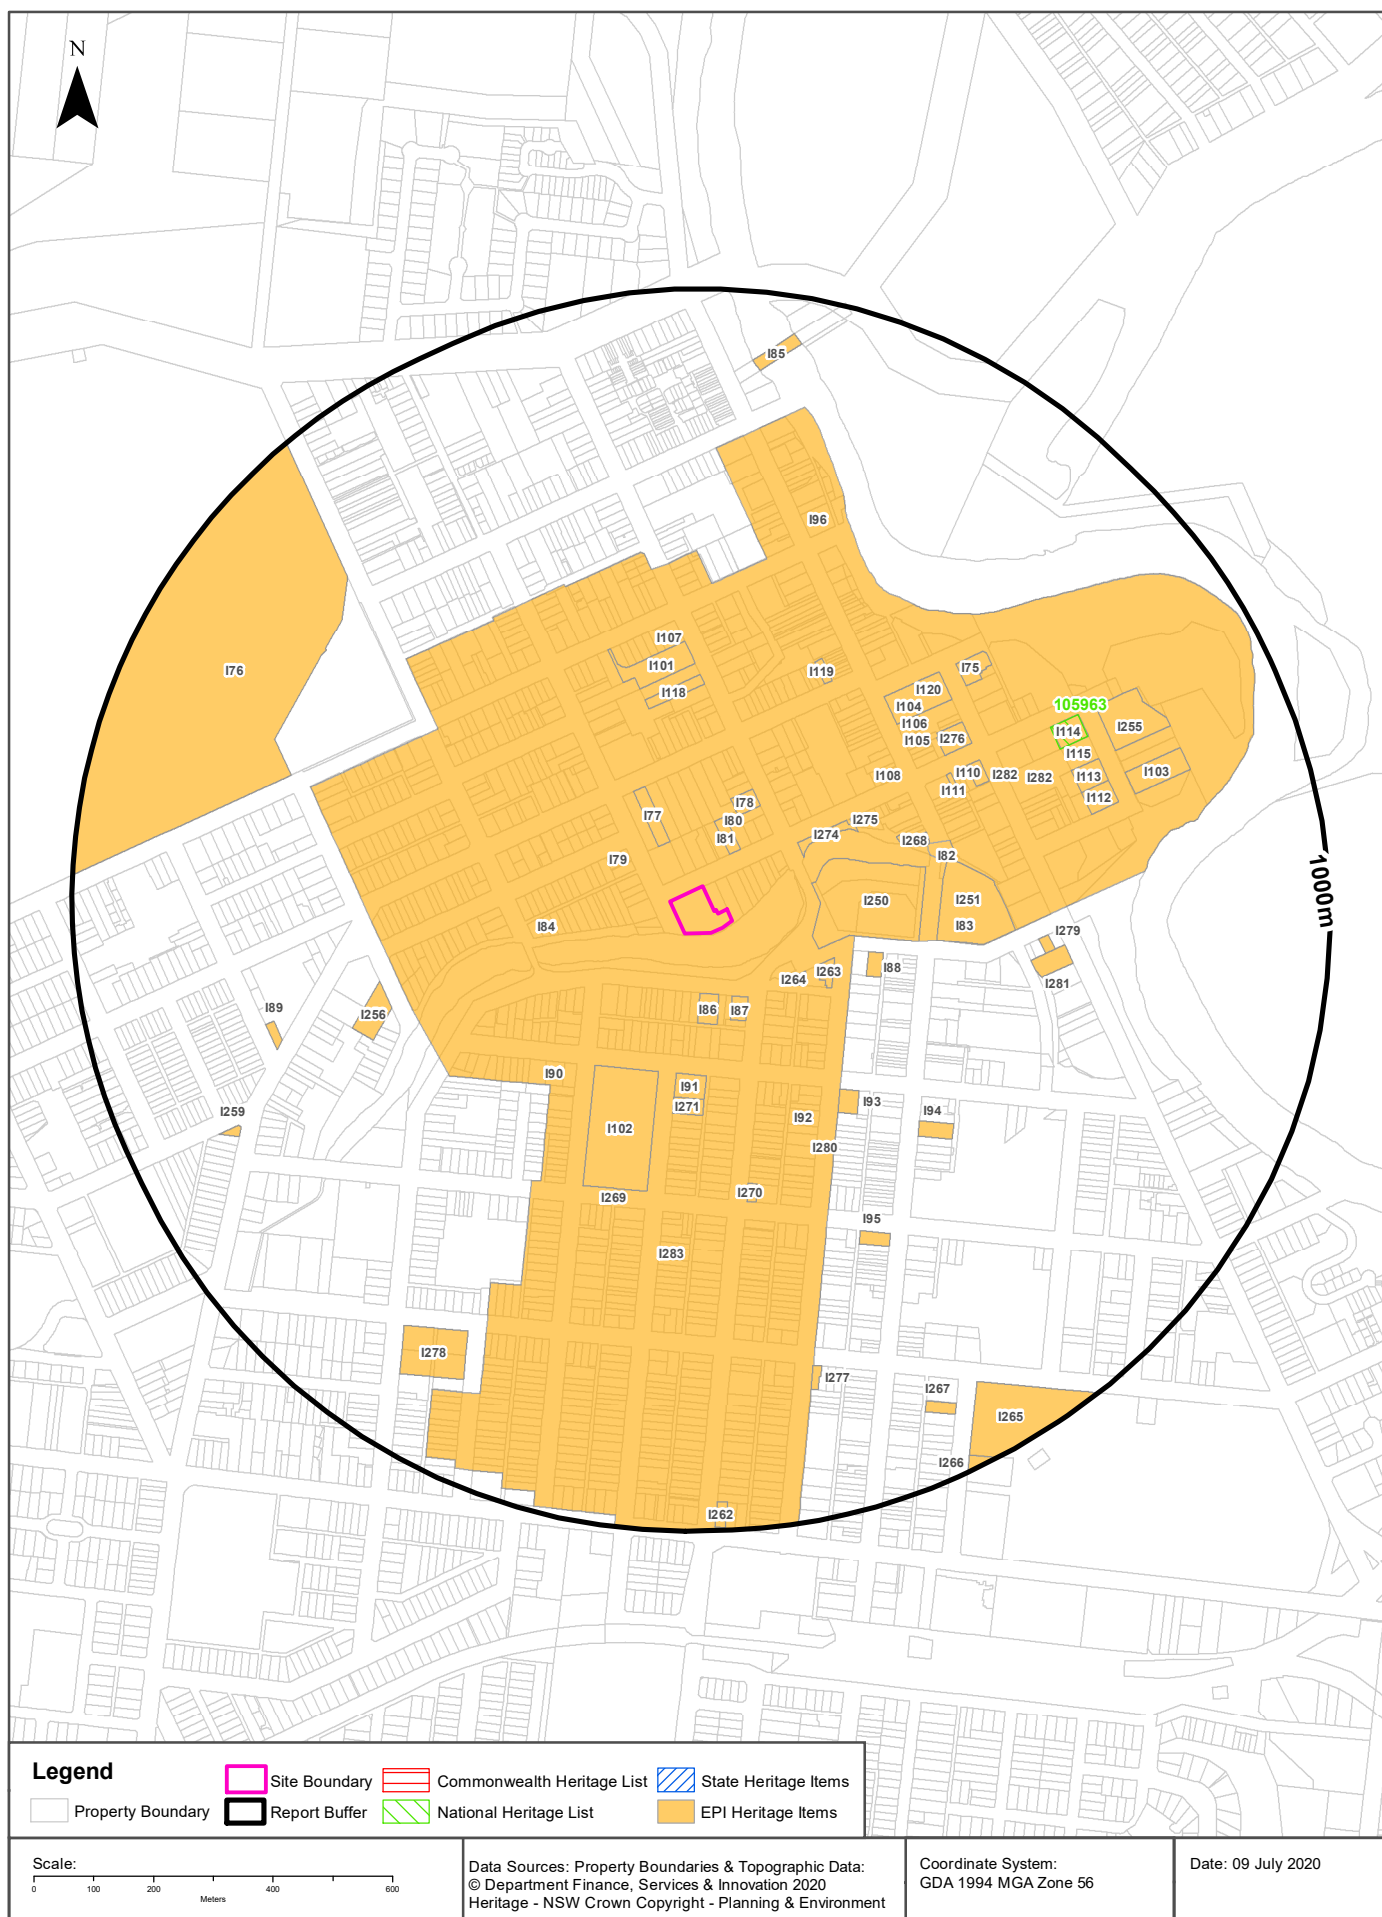 N
I85
I96
I107
I101
I118
I119
I75
I76
I120
I104
I106
I105
I276
105963
I114
I255
I115
I108
I110
I282
I282
I113
I103
I111
I112
I77
I78
I80
I81
I275
I274
I268
I79
I82
I250
I251
1000m
I84
I83
I279
I264
I263
I88
I281
I86
I87
I89
I256
I90
I91
I271
I93
I259
I102
I92
I94
I280
I269
I270
I95
I283
I278
I277
I267
I265
I266
I262
Legend
Property Boundary
Site Boundary
Report Buffer
Commonwealth Heritage List
National Heritage List
State Heritage Items
EPI Heritage Items
Scale:
0 100 200 400 600
Meters
Data Sources: Property Boundaries & Topographic Data:
© Department Finance, Services & Innovation 2020
Heritage - NSW Crown Copyright - Planning & Environment
Coordinate System:
GDA 1994 MGA Zone 56
Date: 09 July 2020